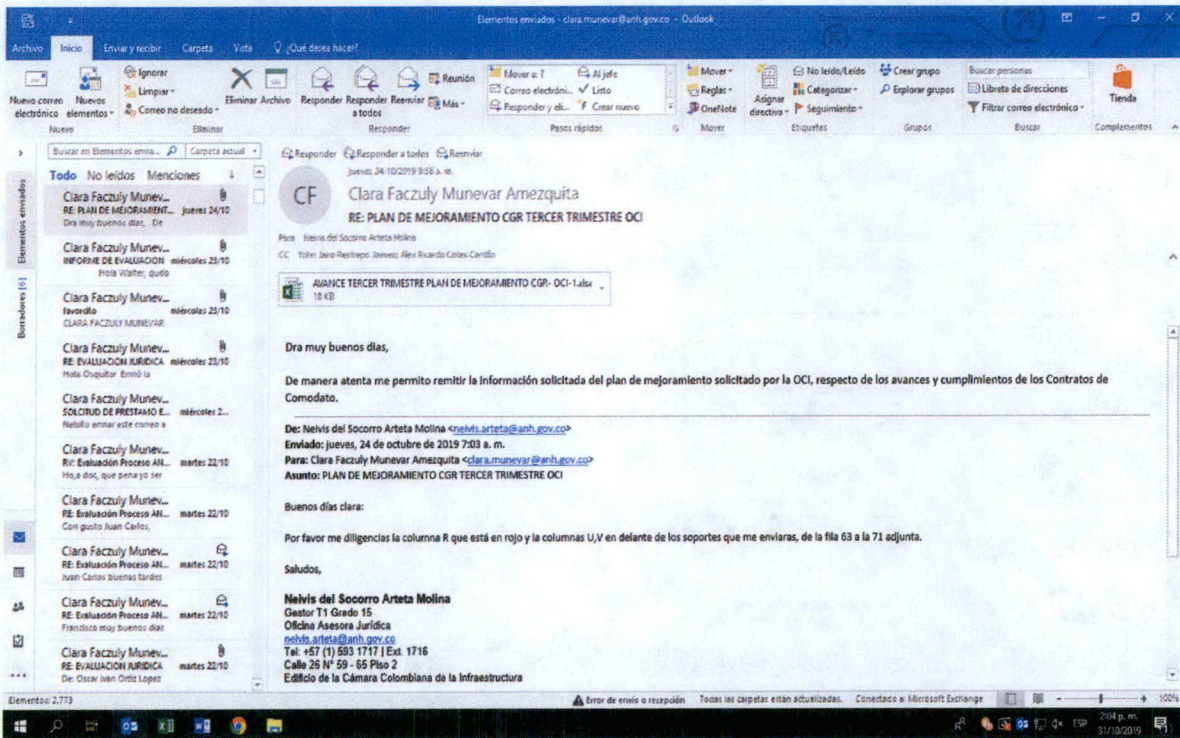 Elementos enviados - clara.munevar@anh.gov.co - Outlook
Archivo Inicio Enviar y recibir Carpeta Vista ¿Qué desea hacer?
Nuevo correo electrónico
Nuevos elementos
Nuevo
Ignorar
Limpiar
Correo no deseado
Eliminar Archivo
Eliminar
Responder Responder a todos Reenviar
Reunión
Más
Responder
Mover a: ?
Al jefe
Correo electróni...
Listo
Responder y eli...
Crear nuevo
Pasos rápidos
Mover
Reglas
OneNote
Mover
Asignar directiva
No leído/Leído
Categorizar
Seguimiento
Etiquetas
Crear grupo
Explorar grupos
Grupos
Buscar personas
Libreta de direcciones
Filtrar correo electrónico
Buscar
Tienda
Complementos
Elementos enviados
Borradores [6]
Buscar en Elementos envia... Carpeta actual
Todo No leídos Menciones
Clara Faczuly Munev...
RE: PLAN DE MEJORAMIENT... jueves 24/10
Dra muy buenos días, De
Clara Faczuly Munev...
INFORME DE EVALUACION miércoles 23/10
Hola Walter, qudo
Clara Faczuly Munev...
favorcito miércoles 23/10
CLARA FACZULY MUNEVAR
Clara Faczuly Munev...
RE: EVALUACIÓN JURIDICA miércoles 23/10
Hola Osquitar Envió la
Clara Faczuly Munev...
SOLCITUD DE PRESTAMO E... miércoles 2...
Nelsito enviar este correo a
Clara Faczuly Munev...
RV: Evaluación Proceso AN... martes 22/10
Clara Faczuly Munev...
RE: Evaluación Proceso AN... martes 22/10
Con gusto Juan Carlos,
Clara Faczuly Munev...
RE: Evaluación Proceso AN... martes 22/10
Juan Carlos buenas tardes
Clara Faczuly Munev...
RE: Evaluación Proceso AN... martes 22/10
Francisco muy buenos días
Clara Faczuly Munev...
RE: EVALUACION JURIDICA martes 22/10
De: Oscar Ivan Ortiz Lopez
Responder Responder a todos Reenviar
jueves 24/10/2019 9:58 a. m.
CF
Clara Faczuly Munevar Amezquita
RE: PLAN DE MEJORAMIENTO CGR TERCER TRIMESTRE OCI
Para Neivis del Socorro Arteta Molina
CC John Jairo Restrepo Jaimes; Alex Ricardo Cotes Carrillo
AVANCE TERCER TRIMESTRE PLAN DE MEJORAMIENTO CGR- OCI-1.xlsx
18 KB
Dra muy buenos días,
De manera atenta me permito remitir la información solicitada del plan de mejoramiento solicitado por la OCI, respecto de los avances y cumplimientos de los Contratos de
Comodato.
De: Neivis del Socorro Arteta Molina <neivis.arteta@anh.gov.co>
Enviado: jueves, 24 de octubre de 2019 7:03 a. m.
Para: Clara Faczuly Munevar Amezquita <clara.munevar@anh.gov.co>
Asunto: PLAN DE MEJORAMIENTO CGR TERCER TRIMESTRE OCI
Buenos días clara:
Por favor me diligencias la columna R que está en rojo y la columnas U,V en delante de los soportes que me enviaras, de la fila 63 a la 71 adjunta.
Saludos,
Neivis del Socorro Arteta Molina
Gestor T1 Grado 15
Oficina Asesora Jurídica
neivis.arteta@anh.gov.co
Tel: +57 (1) 593 1717 | Ext. 1716
Calle 26 N° 59 - 65 Piso 2
Edificio de la Cámara Colombiana de la Infraestructura
Elementos: 2.773
Error de envío o recepción Todas las carpetas están actualizadas. Conectado a: Microsoft Exchange 100%
ESP
2:04 p. m.
31/10/2019